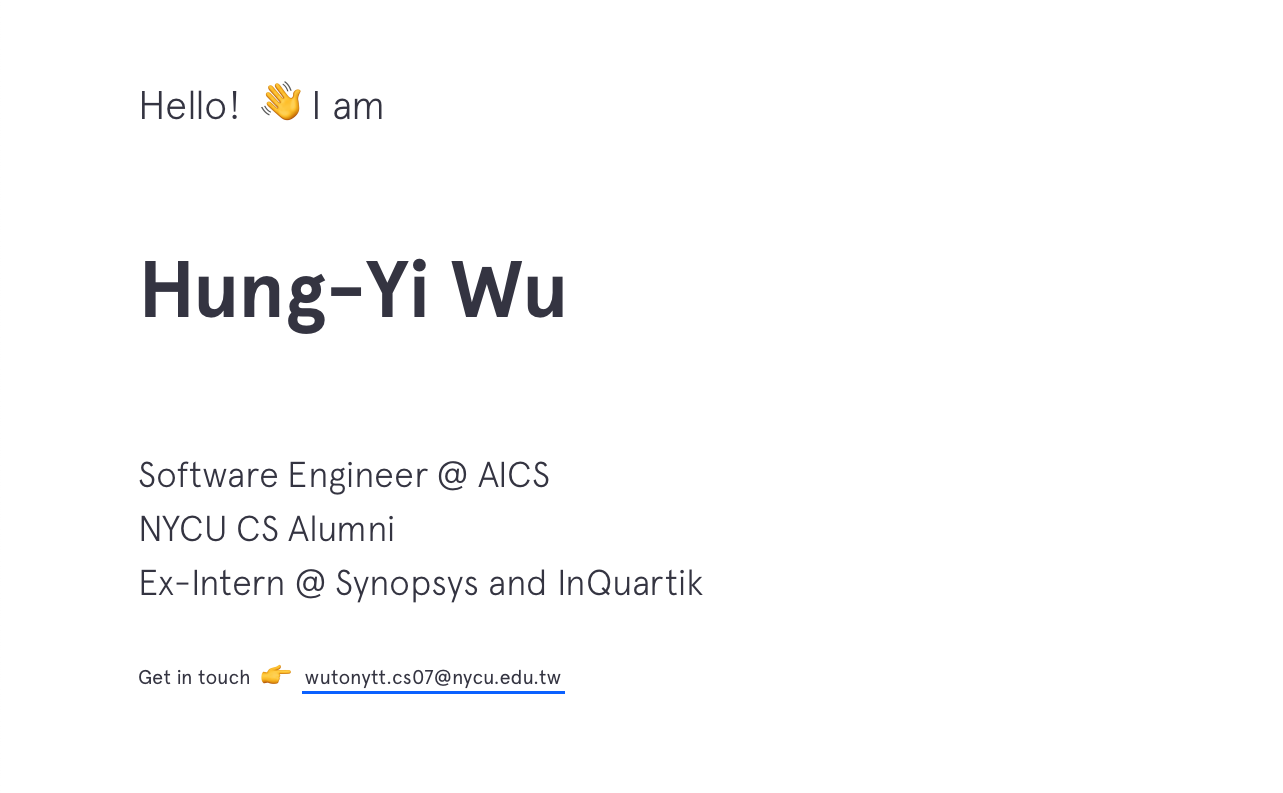 Hello! 👋 I am
Hung-Yi Wu
Software Engineer @ AICS
NYCU CS Alumni
Ex-Intern @ Synopsys and InQuartik
Get in touch 👉 wutonytt.cs07@nycu.edu.tw